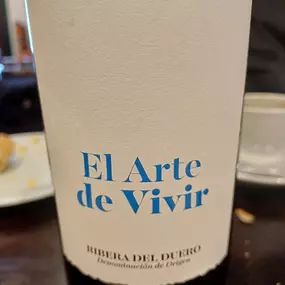 El Arte
de Vivir
RIBERA DEL DUERO
Denominación de Origen